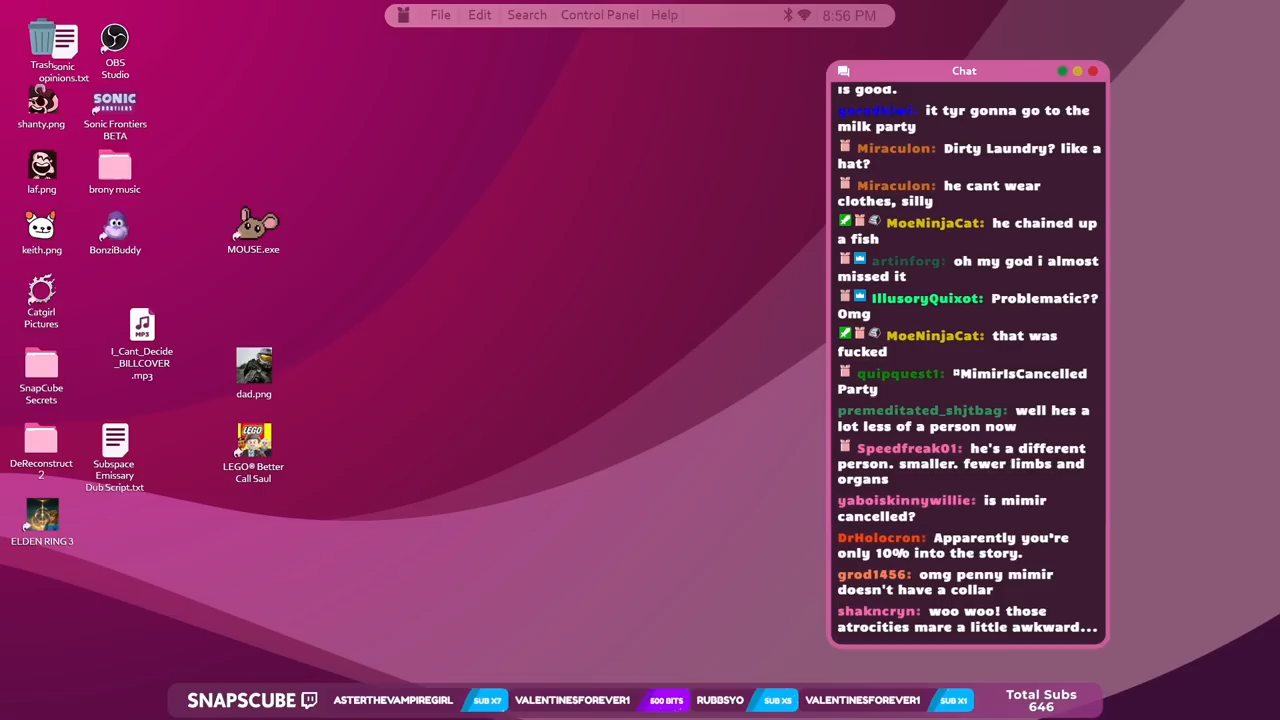 File Edit Search Control Panel Help 8:56 PM
Trash
sonic
opinions.txt
OBS
Studio
shanty.png
SONIC
FRONTIERS
Sonic Frontiers
BETA
laf.png
brony music
keith.png
BonziBuddy
MOUSE.exe
Catgirl
Pictures
MP3
I_Cant_Decide
_BILLCOVER
.mp3
dad.png
SnapCube
Secrets
DeReconstruct
2
Subspace
Emissary
Dub Script.txt
LEGO
LEGO® Better
Call Saul
ELDEN RING 3
Chat
is good.
it tyr gonna go to the
milk party
Miraculon: Dirty Laundry? like a
hat?
Miraculon: he cant wear
clothes, silly
MoeNinjaCat: he chained up
a fish
artinforg: oh my god i almost
missed it
IllusoryQuixot: Problematic??
Omg
MoeNinjaCat: that was
fucked
quipquest1: ¤MimirIsCancelled
Party
premeditated_shjtbag: well hes a
lot less of a person now
Speedfreak01: he's a different
person. smaller. fewer limbs and
organs
yaboiskinnywillie: is mimir
cancelled?
DrHolocron: Apparently you're
only 10% into the story.
grod1456: omg penny mimir
doesn't have a collar
shakncryn: woo woo! those
atrocities mare a little awkward...
SNAPSCUBE ASTERTHEVAMPIREGIRL SUB X7 VALENTINESFOREVER1 500 BITS RUBBSYO SUB X5 VALENTINESFOREVER1 SUB X1
Total Subs
646